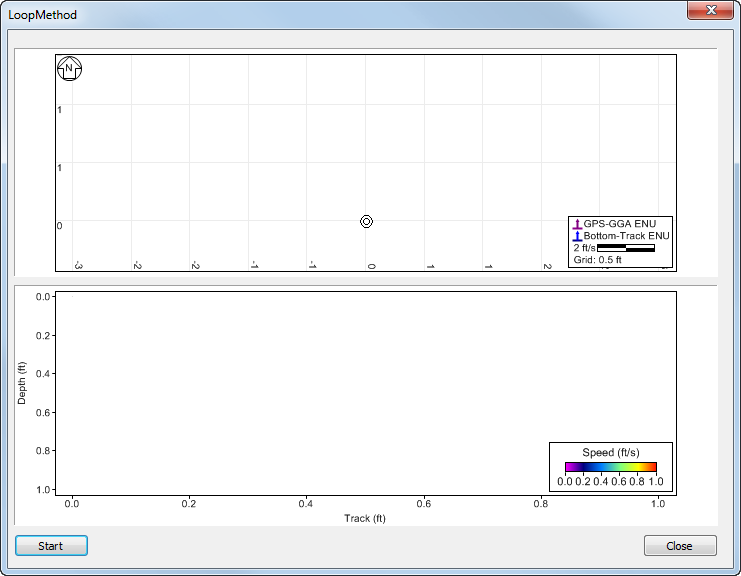 LoopMethod
N
1
1
0
-3
-2
-2
-1
-1
0
1
1
2
GPS-GGA ENU
Bottom-Track ENU
2 ft/s
Grid: 0.5 ft
0.0
0.2
0.4
0.6
0.8
1.0
Depth (ft)
Speed (ft/s)
0.0 0.2 0.4 0.6 0.8 1.0
0.0 0.2 0.4 0.6 0.8 1.0
Track (ft)
Start
Close